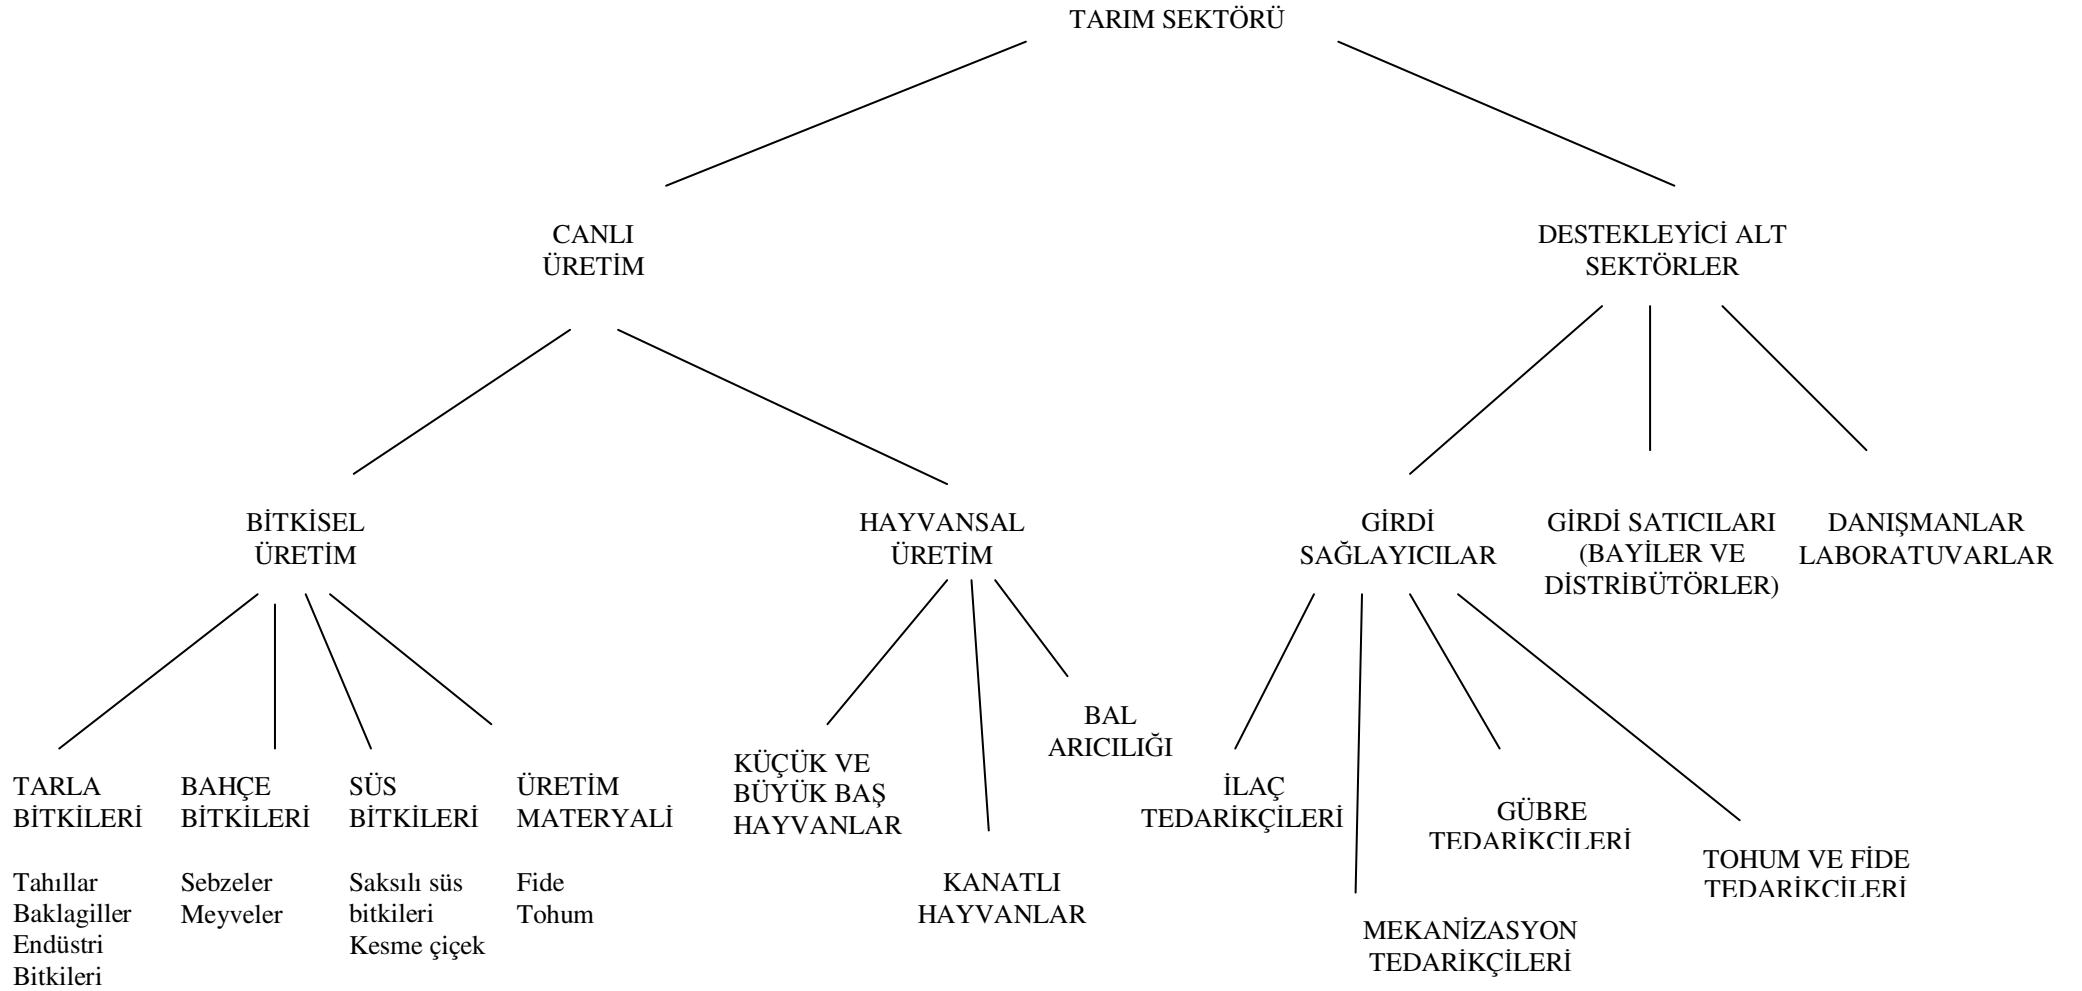 TARIM SEKTÖRÜ
CANLI
ÜRETİM
DESTEKLEYİCİ ALT
SEKTÖRLER
BİTKİSEL
ÜRETİM
HAYVANSAL
ÜRETİM
GİRDİ
SAĞLAYICILAR
GİRDİ SATICILARI
(BAYİLER VE
DİSTRİBÜTÖRLER)
DANIŞMANLAR
LABORATUVARLAR
TARLA
BİTKİLERİ
Tahıllar
Baklagiller
Endüstri
Bitkileri
BAHÇE
BİTKİLERİ
Sebzeler
Meyveler
SÜS
BİTKİLERİ
Saksılı süs
bitkileri
Kesme çiçek
ÜRETİM
MATERYALİ
Fide
Tohum
KÜÇÜK VE
BÜYÜK BAŞ
HAYVANLAR
KANATLI
HAYVANLAR
BAL
ARICILIĞI
İLAÇ
TEDARİKÇİLERİ
MEKANİZASYON
TEDARİKÇİLERİ
GÜBRE
TEDARİKÇİLERİ
TOHUM VE FİDE
TEDARİKÇİLERİ